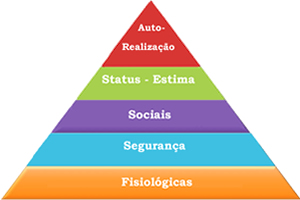 Auto-
Realização
Status - Estima
Sociais
Segurança
Fisiológicas